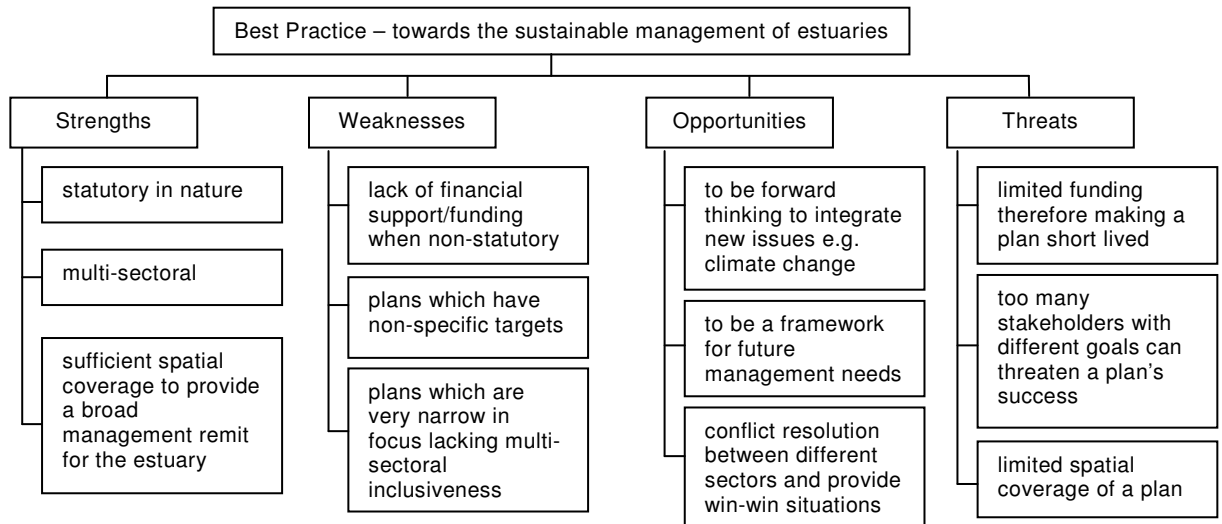 Best Practice – towards the sustainable management of estuaries
Strengths
statutory in nature
multi-sectoral
sufficient spatial
coverage to provide
a broad
management remit
for the estuary
Weaknesses
lack of financial
support/funding
when non-statutory
plans which have
non-specific targets
plans which are
very narrow in
focus lacking multi-
sectoral
inclusiveness
Opportunities
to be forward
thinking to integrate
new issues e.g.
climate change
to be a framework
for future
management needs
conflict resolution
between different
sectors and provide
win-win situations
Threats
limited funding
therefore making a
plan short lived
too many
stakeholders with
different goals can
threaten a plan's
success
limited spatial
coverage of a plan